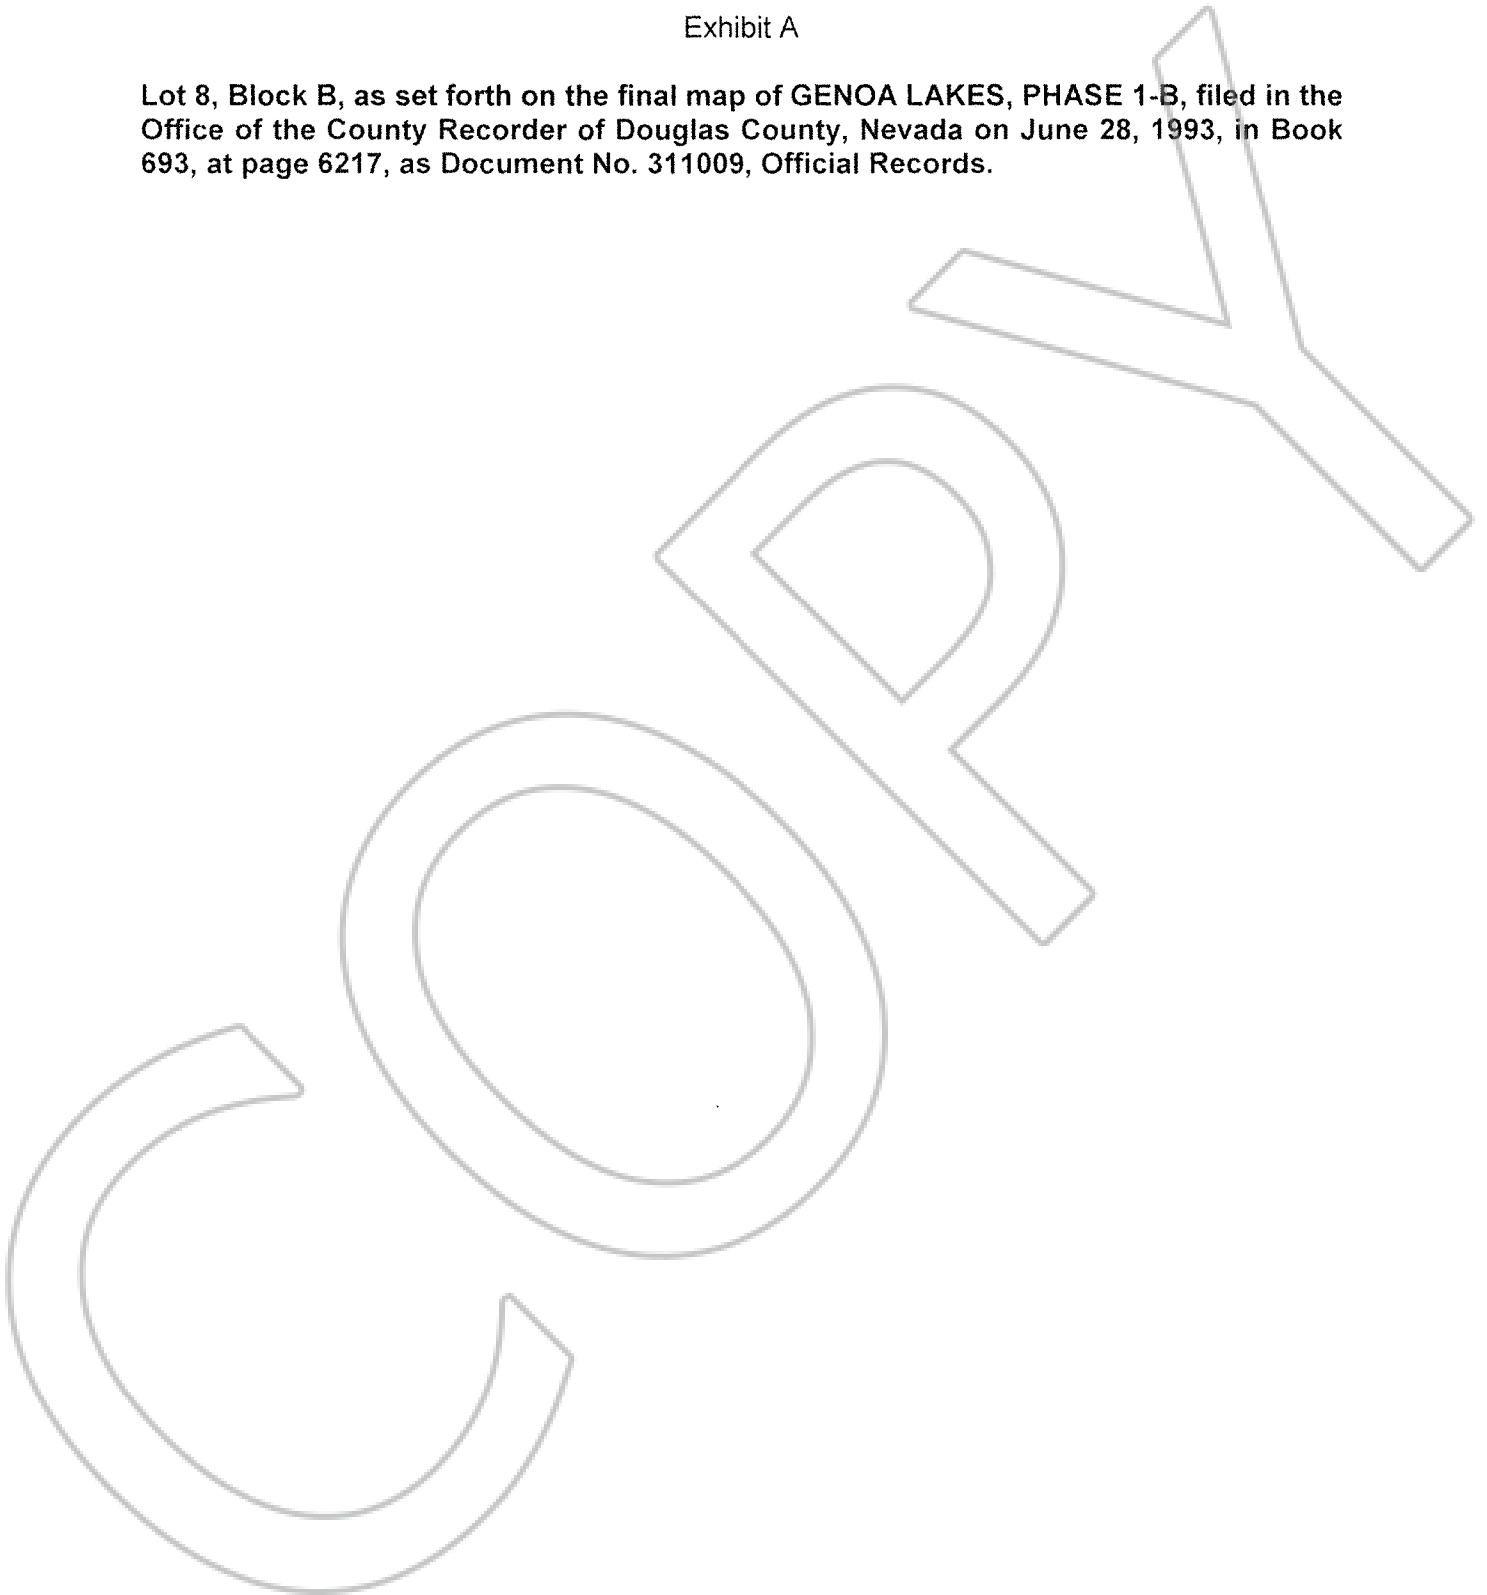 Exhibit A
Lot 8, Block B, as set forth on the final map of GENOA LAKES, PHASE 1-B, filed in the
Office of the County Recorder of Douglas County, Nevada on June 28, 1993, in Book
693, at page 6217, as Document No. 311009, Official Records.
COPY